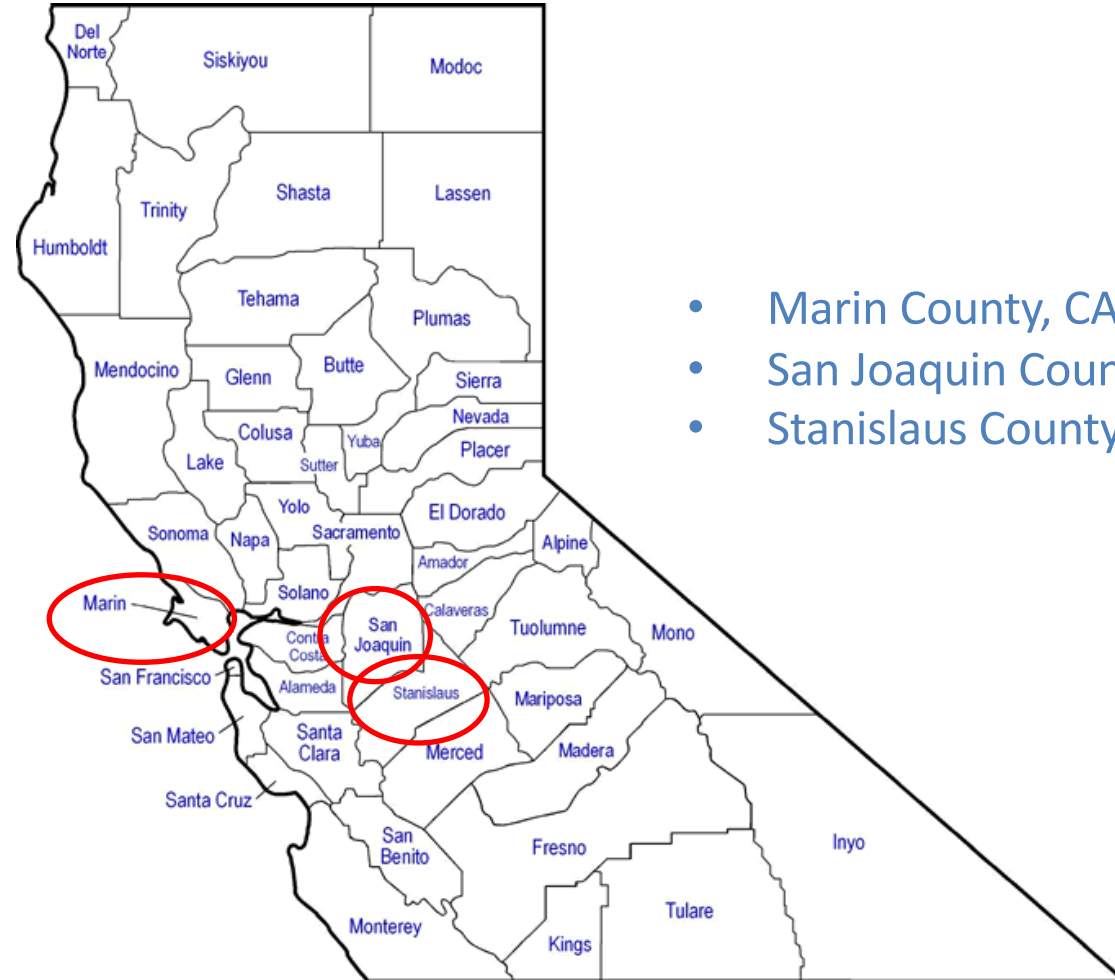 Del
Norte
Siskiyou
Modoc
Shasta
Lassen
Trinity
Humboldt
Tehama
Plumas
Mendocino
Glenn
Butte
Sierra
Nevada
Colusa
Yuba
Placer
Lake
Sutter
Yolo
El Dorado
Sonoma
Napa
Sacramento
Alpine
Amador
Solano
Marin
Calaveras
San
Joaquin
Tuolumne
Mono
Contra
Costa
San Francisco
Alameda
Stanislaus
Mariposa
San Mateo
Santa
Clara
Merced
Madera
Santa Cruz
San
Benito
Fresno
Inyo
Monterey
Kings
Tulare
• Marin County, CA
• San Joaquin Coun
• Stanislaus County